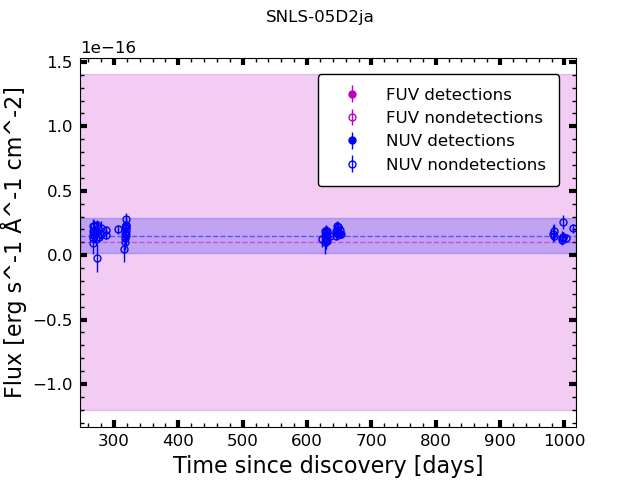 SNLS-05D2ja
1e−16
1.5
1.0
0.5
0.0
−0.5
−1.0
Flux [erg s^-1 Å^-1 cm^-2]
FUV detections
FUV nondetections
NUV detections
NUV nondetections
300 400 500 600 700 800 900 1000
Time since discovery [days]